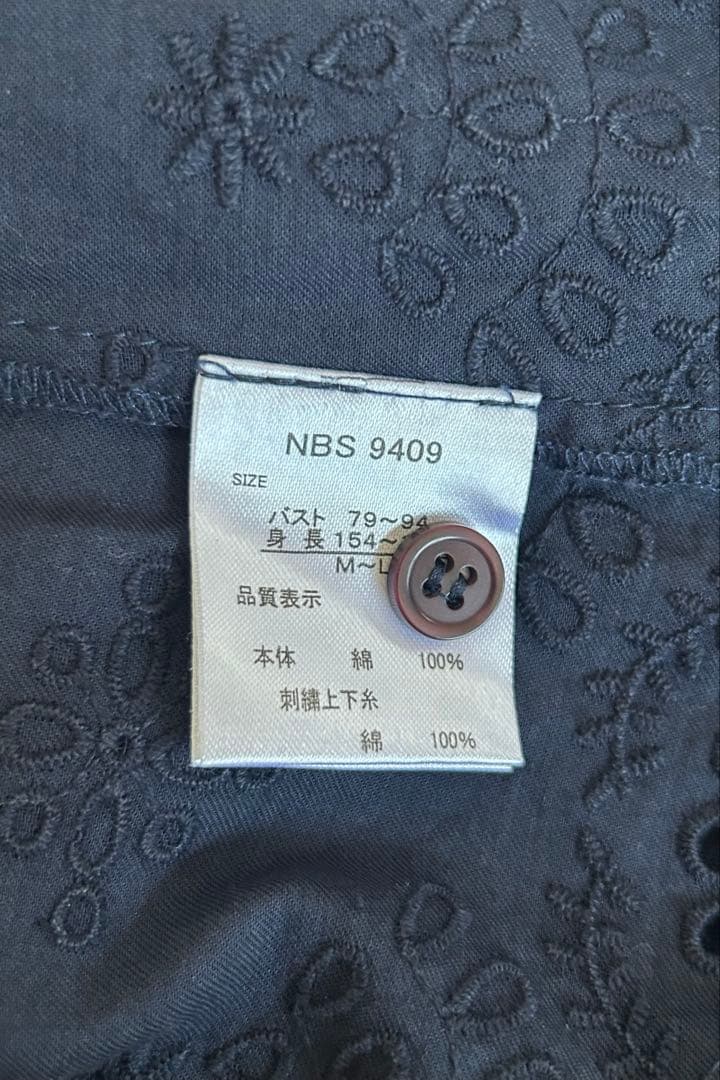 NBS 9409
SIZE
バスト 79～94
身長 154～
M～L
品質表示
本体 綿 100%
刺繍上下糸
綿 100%